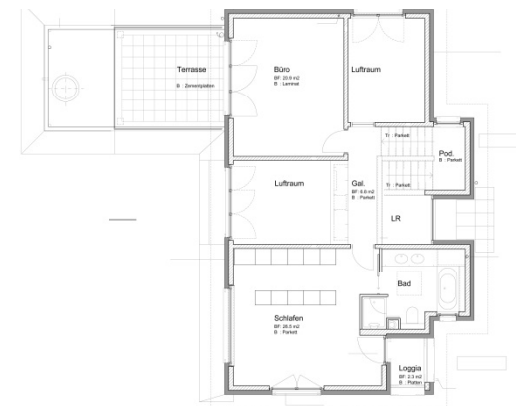 Terrasse
B : Zementplatten
Büro
BF: 20.9 m2
B : Laminat
Luftraum
Tr : Parkett
Pod.
B : Parkett
Luftraum
Gal.
BF: 6.6 m2
B : Parkett
Tr : Parkett
LR
Bad
Schlafen
BF: 28.5 m2
B : Parkett
Loggia
BF: 2.3 m2
B : Platten